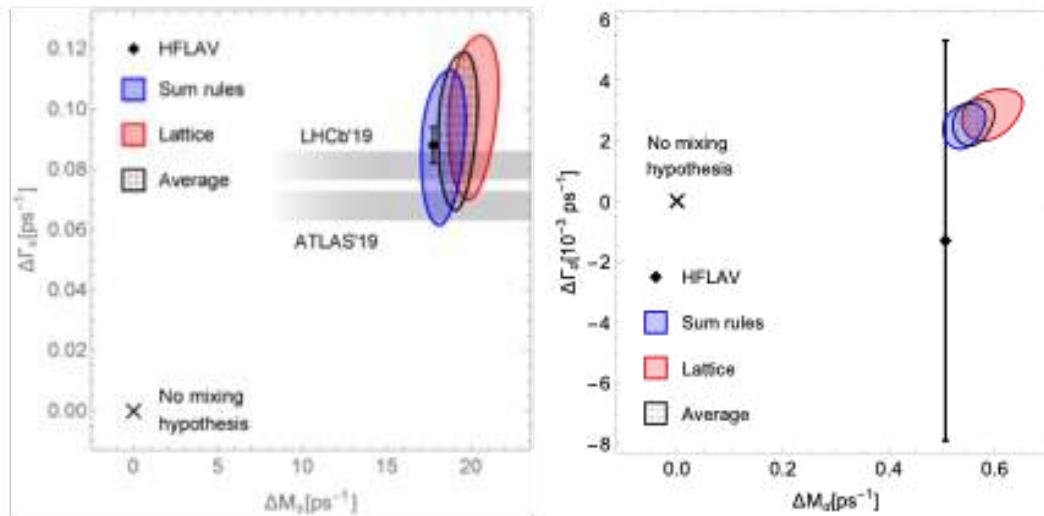 0.12
0.10
0.08
0.06
0.04
0.02
0.00
ΔΓₛ[ps⁻¹]
HFLAV
Sum rules
Lattice
Average
LHCb'19
ATLAS'19
No mixing
hypothesis
0 5 10 15 20
ΔMₛ[ps⁻¹]
6
4
2
0
-2
-4
-6
-8
ΔΓ_d[10⁻³ ps⁻¹]
No mixing
hypothesis
HFLAV
Sum rules
Lattice
Average
0.0 0.2 0.4 0.6
ΔM_d[ps⁻¹]